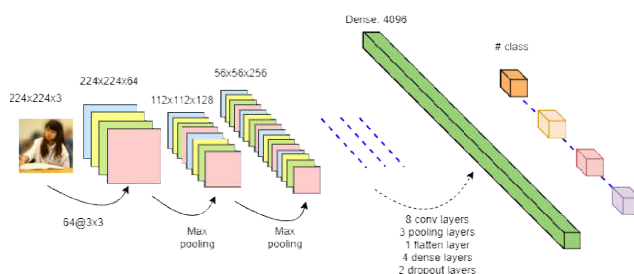 Dense: 4096
# class
56x56x256
224x224x64
112x112x128
224x224x3
64@3x3
Max
pooling
Max
pooling
8 conv layers
3 pooling layers
1 flatten layer
4 dense layers
2 dropout layers